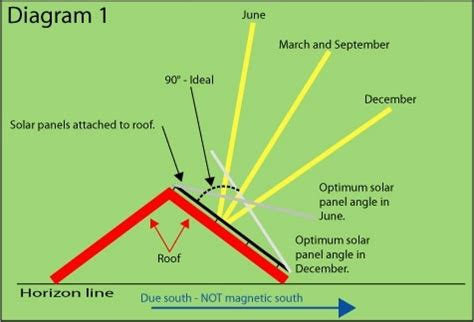 Diagram 1
June
March and September
90° - Ideal
December
Solar panels attached to roof.
Optimum solar
panel angle in
June.
Optimum solar
panel angle in
December.
Roof
Horizon line
Due south - NOT magnetic south